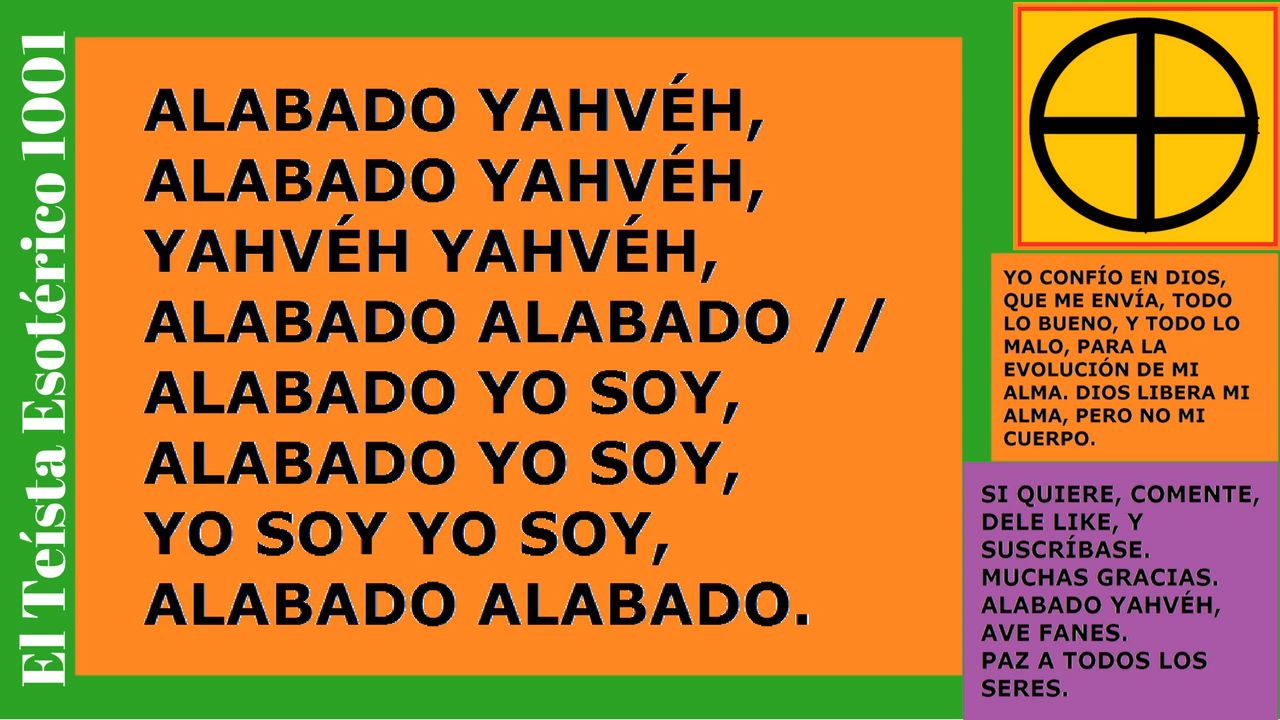 El Teísta Esotérico 1001
ALABADO YAHVÉH,
ALABADO YAHVÉH,
YAHVÉH YAHVÉH,
ALABADO ALABADO //
ALABADO YO SOY,
ALABADO YO SOY,
YO SOY YO SOY,
ALABADO ALABADO.
YO CONFÍO EN DIOS,
QUE ME ENVÍA, TODO
LO BUENO, Y TODO LO
MALO, PARA LA
EVOLUCIÓN DE MI
ALMA. DIOS LIBERA MI
ALMA, PERO NO MI
CUERPO.
SI QUIERE, COMENTE,
DELE LIKE, Y
SUSCRÍBASE.
MUCHAS GRACIAS.
ALABADO YAHVÉH,
AVE FANES.
PAZ A TODOS LOS
SERES.